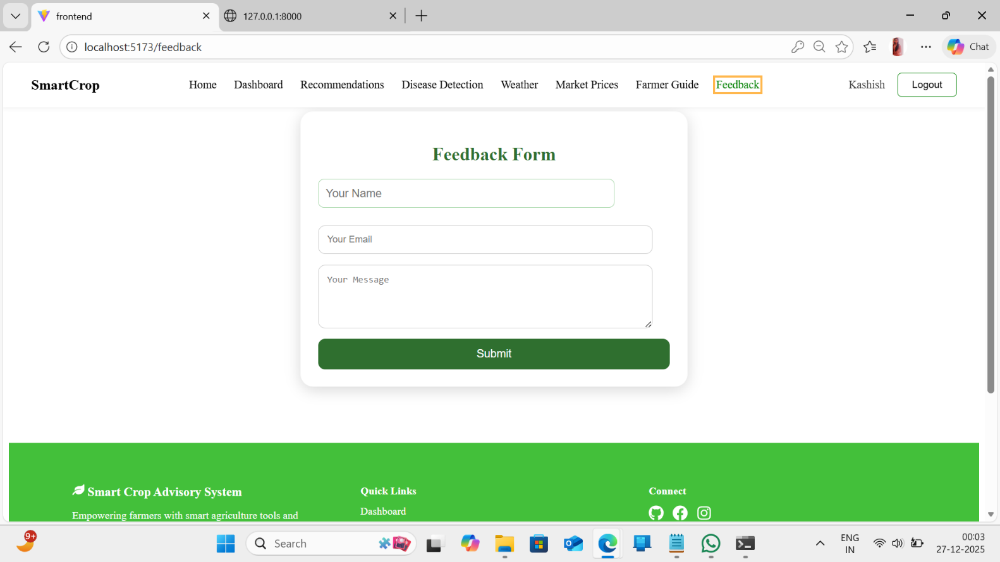 frontend
127.0.0.1:8000
localhost:5173/feedback
Chat
SmartCrop
Home Dashboard Recommendations Disease Detection Weather Market Prices Farmer Guide Feedback Kashish Logout
Feedback Form
Your Name
Your Email
Your Message
Submit
Smart Crop Advisory System
Empowering farmers with smart agriculture tools and
Quick Links
Dashboard
Connect
9+
Search
ENG
IN
00:03
27-12-2025